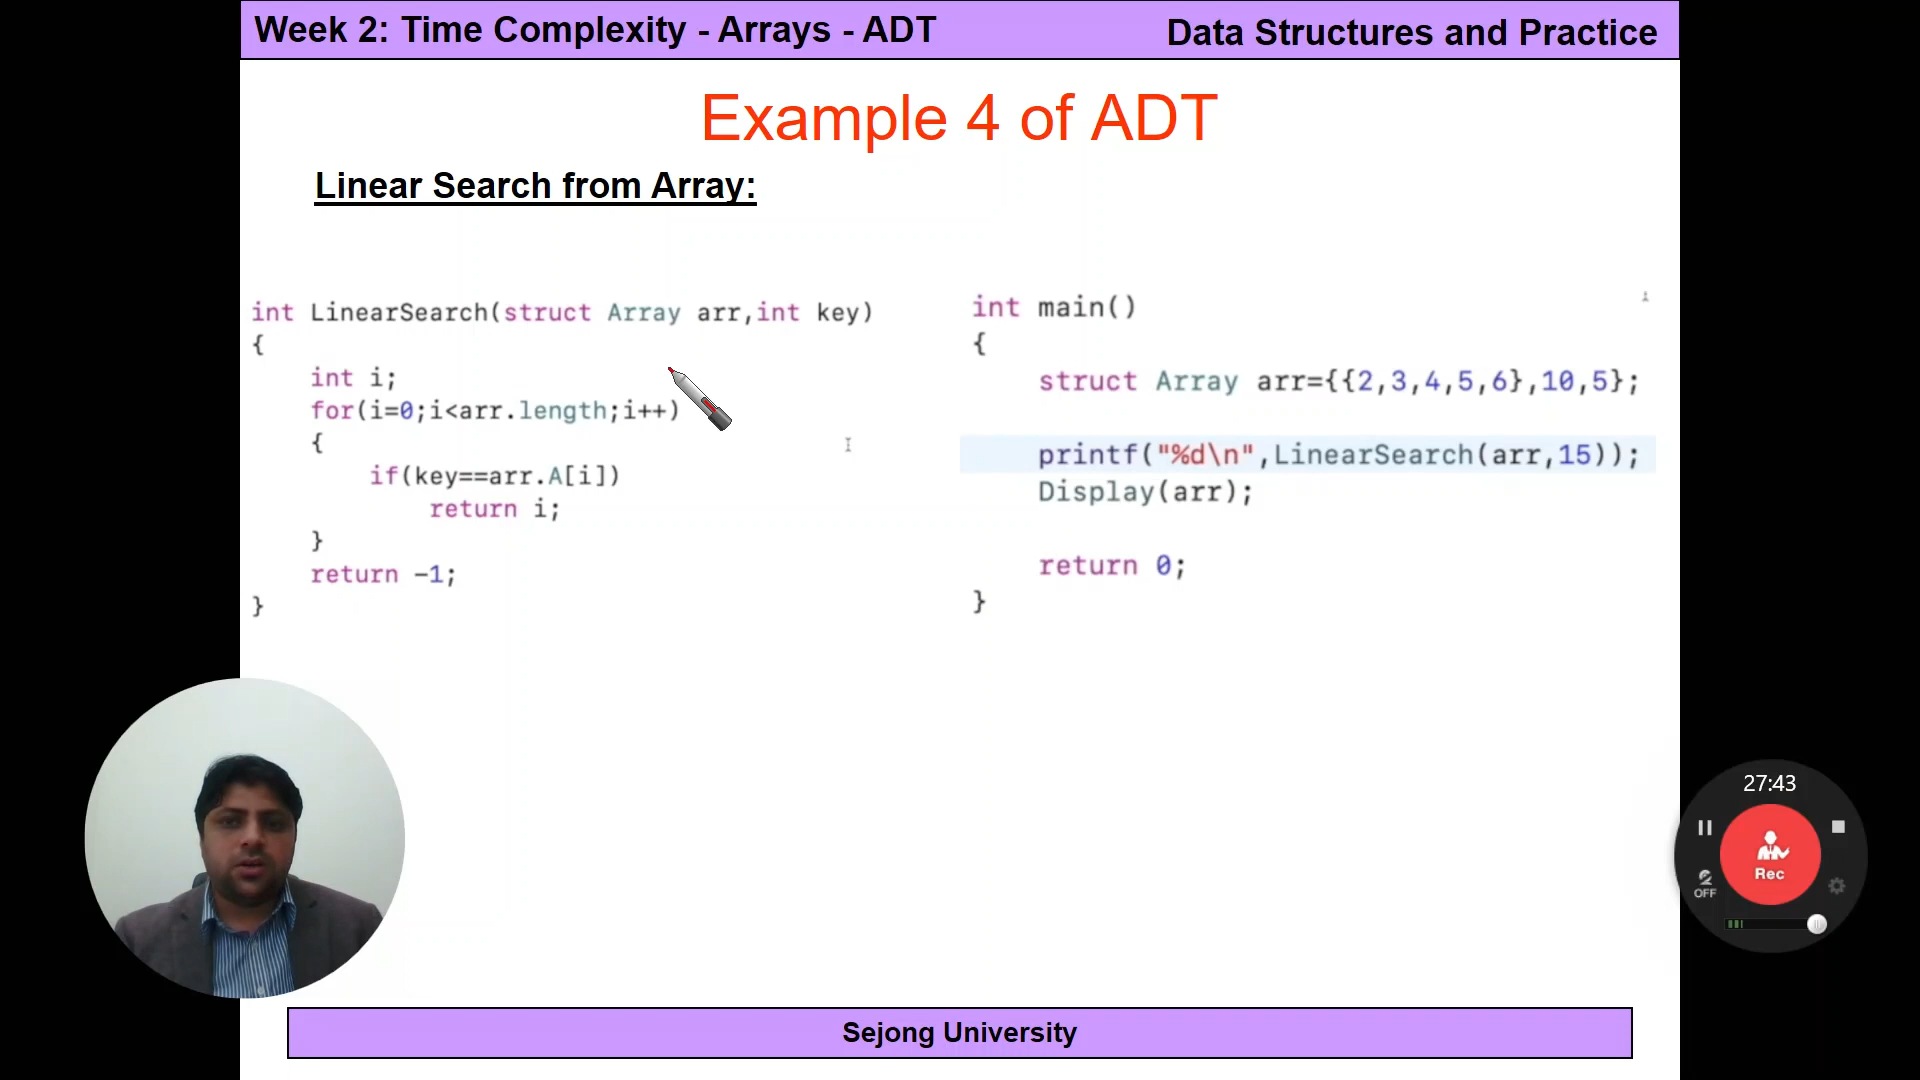 Week 2: Time Complexity - Arrays - ADT
Data Structures and Practice
Example 4 of ADT
Linear Search from Array:
int LinearSearch(struct Array arr,int key)
{
int i;
for(i=0;i<arr.length;i++)
{
if(key==arr.A[i])
return i;
}
return -1;
}
int main()
{
struct Array arr={{2,3,4,5,6},10,5};
printf("%d\n",LinearSearch(arr,15));
Display(arr);
return 0;
}
27:43
Rec
OFF
Sejong University